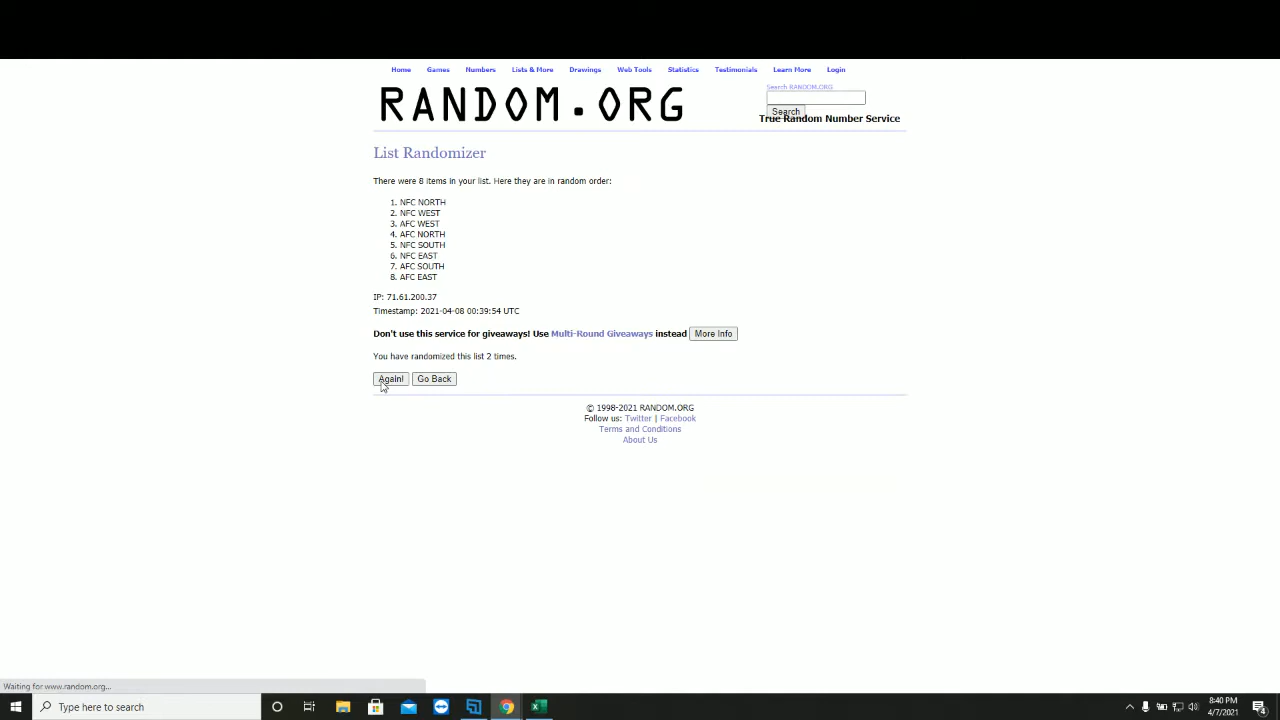 Home Games Numbers Lists & More Drawings Web Tools Statistics Testimonials Learn More Login
Search RANDOM.ORG
RANDOM.ORG
Search
True Random Number Service
List Randomizer
There were 8 items in your list. Here they are in random order:
1. NFC NORTH
2. NFC WEST
3. AFC WEST
4. AFC NORTH
5. NFC SOUTH
6. NFC EAST
7. AFC SOUTH
8. AFC EAST
IP: 71.61.200.37
Timestamp: 2021-04-08 00:39:54 UTC
Don't use this service for giveaways! Use Multi-Round Giveaways instead More Info
You have randomized this list 2 times.
Again! Go Back
© 1998-2021 RANDOM.ORG
Follow us: Twitter | Facebook
Terms and Conditions
About Us
Waiting for www.random.org...
Type here to search
8:40 PM
4/7/2021
4